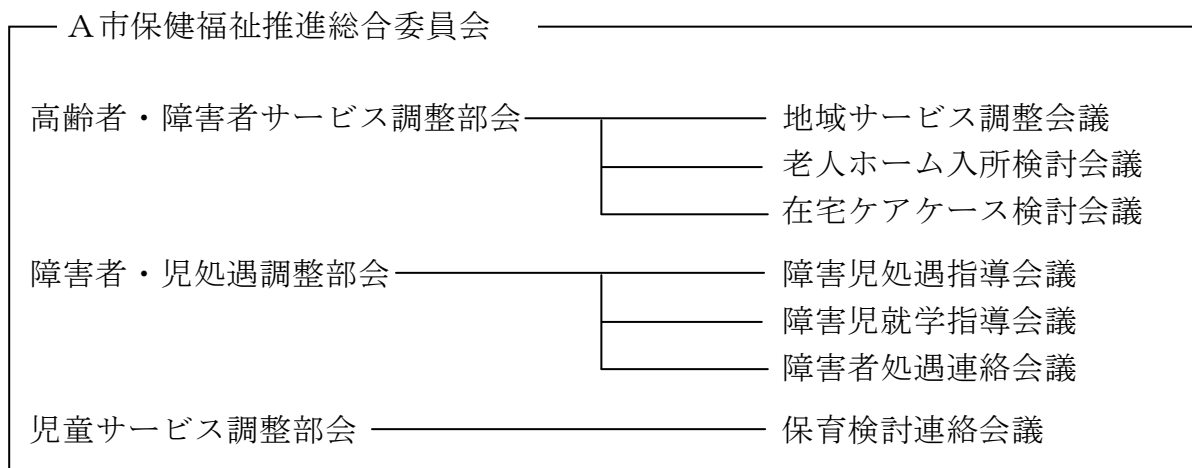 A市保健福祉推進総合委員会
高齢者・障害者サービス調整部会 地域サービス調整会議
老人ホーム入所検討会議
在宅ケアケース検討会議
障害者・児処遇調整部会 障害児処遇指導会議
障害児就学指導会議
障害者処遇連絡会議
児童サービス調整部会 保育検討連絡会議